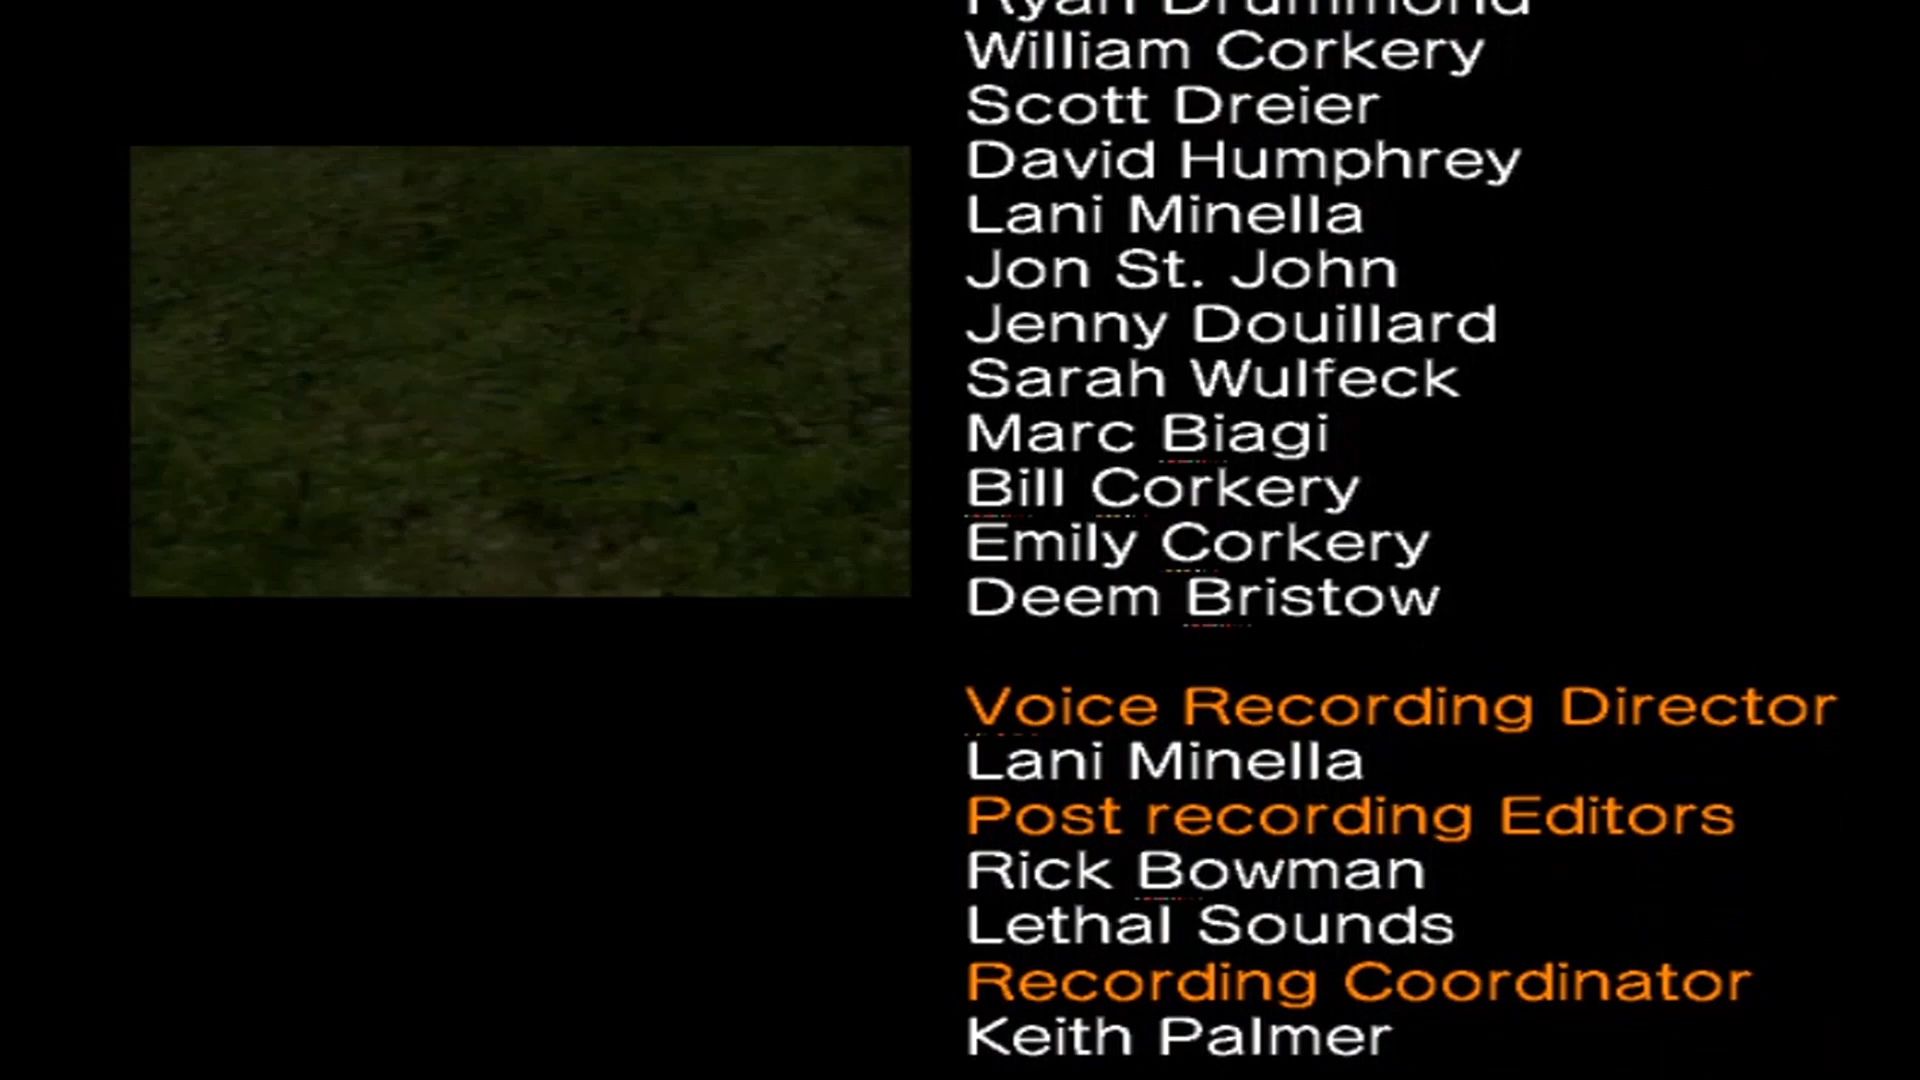 Ryan Drummond
William Corkery
Scott Dreier
David Humphrey
Lani Minella
Jon St. John
Jenny Douillard
Sarah Wulfeck
Marc Biagi
Bill Corkery
Emily Corkery
Deem Bristow
Voice Recording Director
Lani Minella
Post recording Editors
Rick Bowman
Lethal Sounds
Recording Coordinator
Keith Palmer